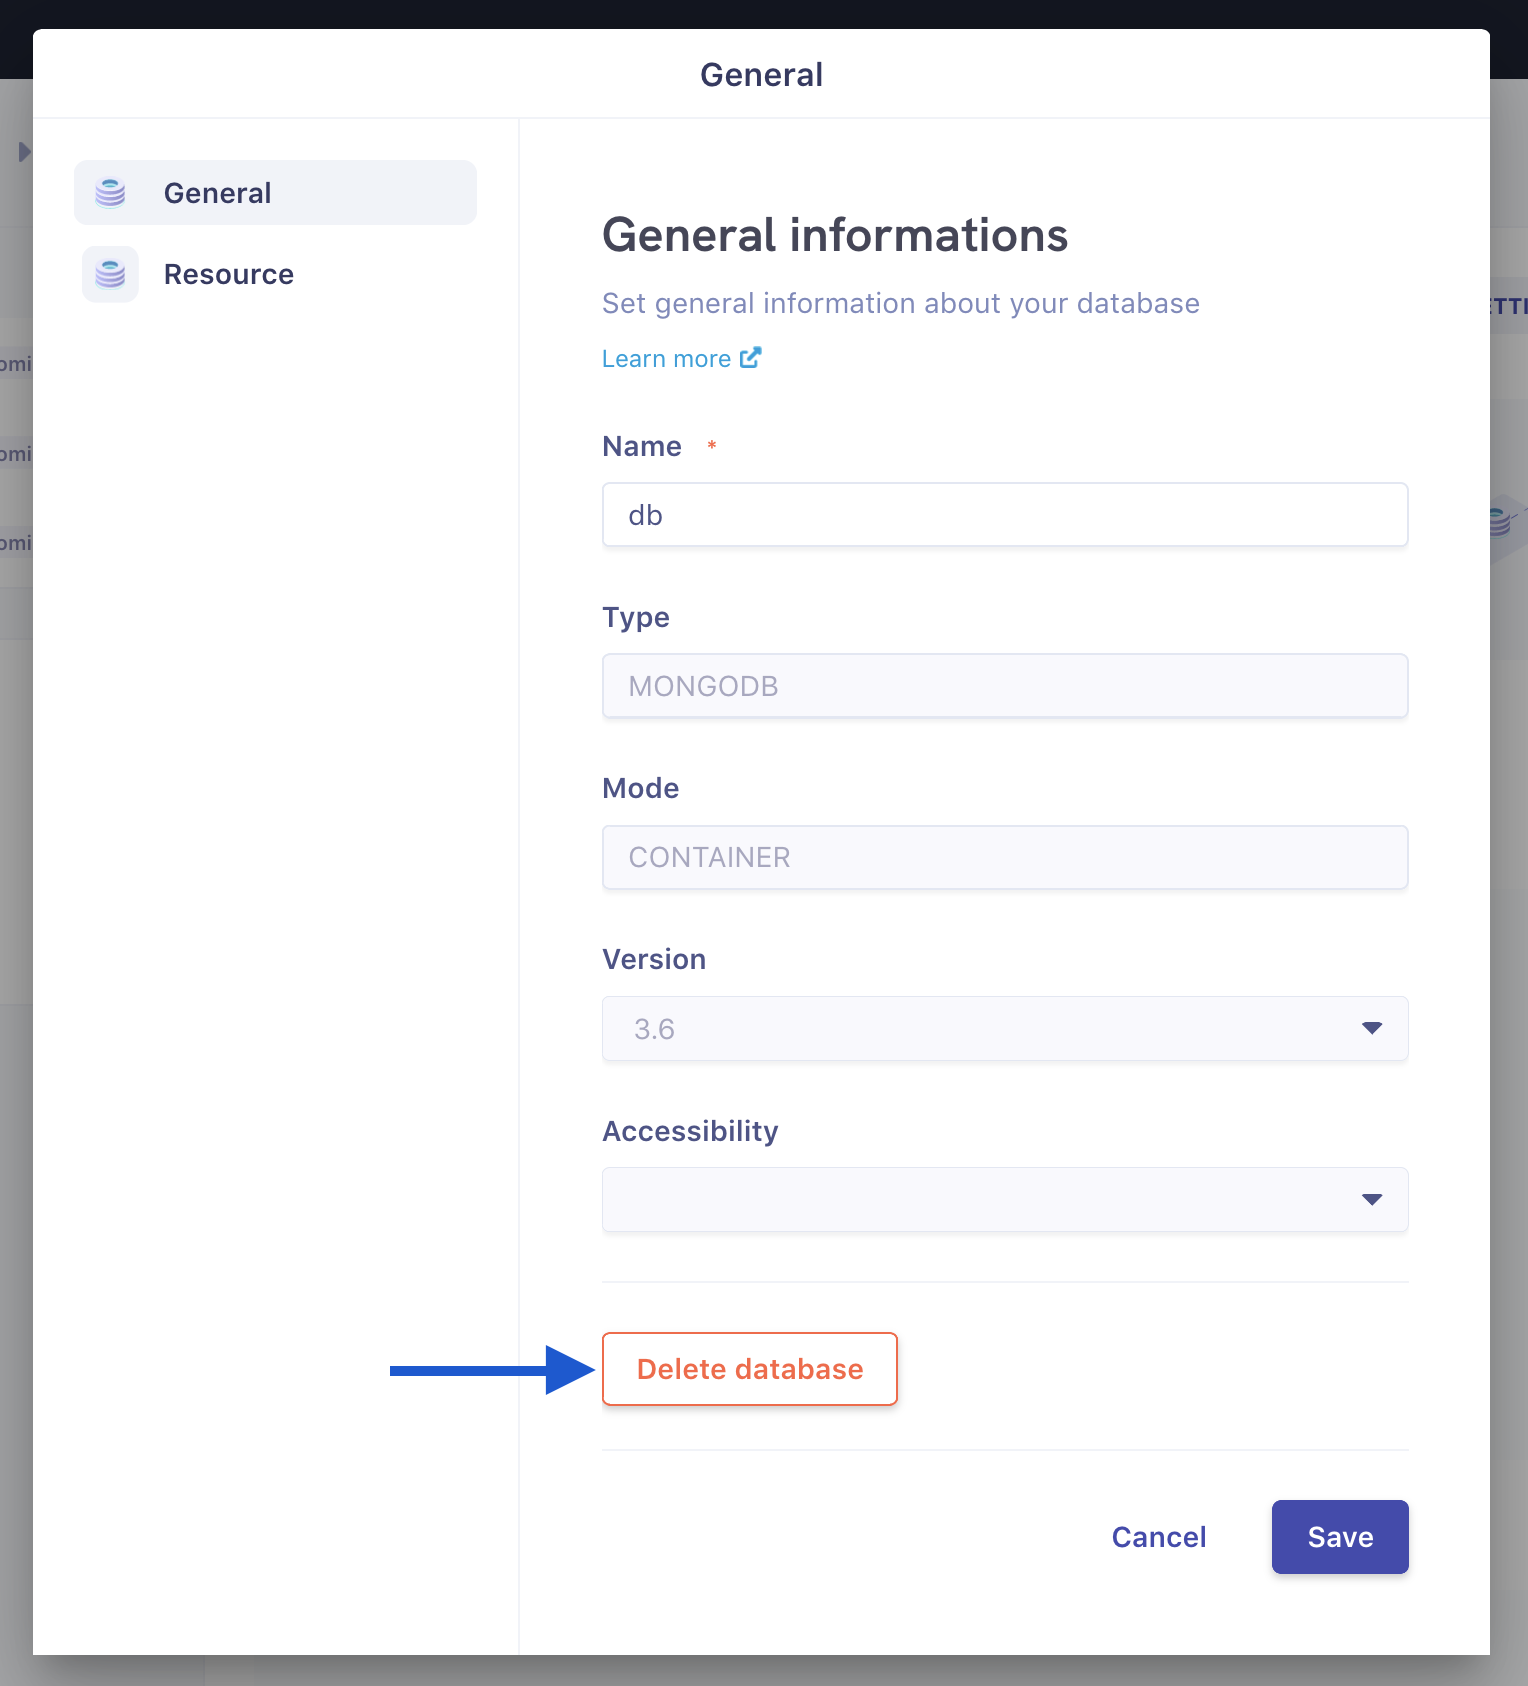 General
General
Resource
General informations
Set general information about your database
Learn more
Name *
db
Type
MONGODB
Mode
CONTAINER
Version
3.6
Accessibility
Delete database
Cancel
Save